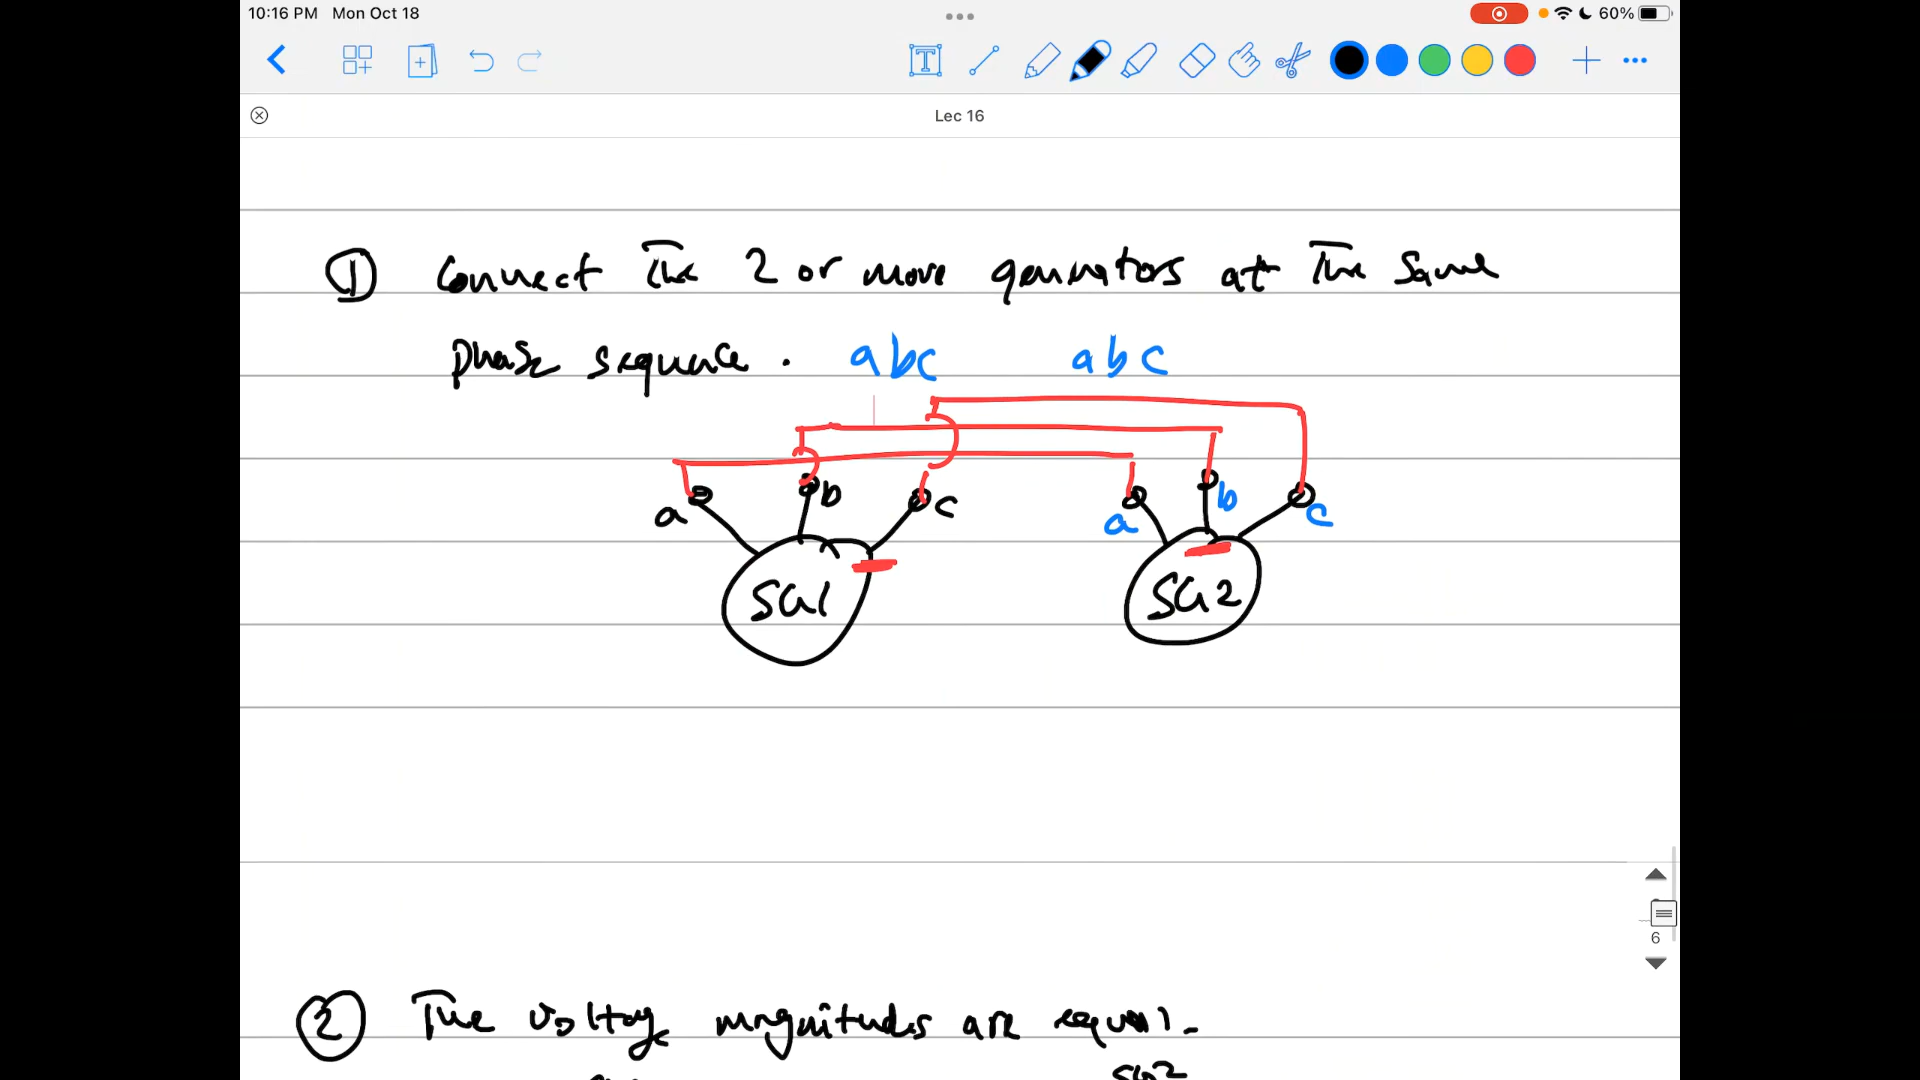 10:16 PM Mon Oct 18
60%
T
Lec 16
① Connect The 2 or more generators at The same
phase sequence. abc abc
a b c a b c
SG1 SG2
6
② The voltage magnitudes are equal.
SG2